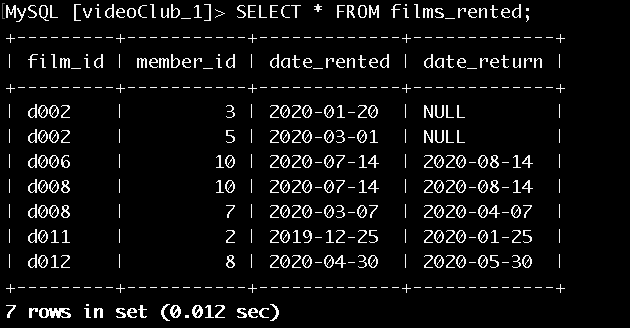 MySQL [videoClub_1]> SELECT * FROM films_rented;
+---------+-----------+-------------+-------------+
| film_id | member_id | date_rented | date_return |
+---------+-----------+-------------+-------------+
| d002    |         3 | 2020-01-20  | NULL        |
| d002    |         5 | 2020-03-01  | NULL        |
| d006    |        10 | 2020-07-14  | 2020-08-14  |
| d008    |        10 | 2020-07-14  | 2020-08-14  |
| d008    |         7 | 2020-03-07  | 2020-04-07  |
| d011    |         2 | 2019-12-25  | 2020-01-25  |
| d012    |         8 | 2020-04-30  | 2020-05-30  |
+---------+-----------+-------------+-------------+
7 rows in set (0.012 sec)